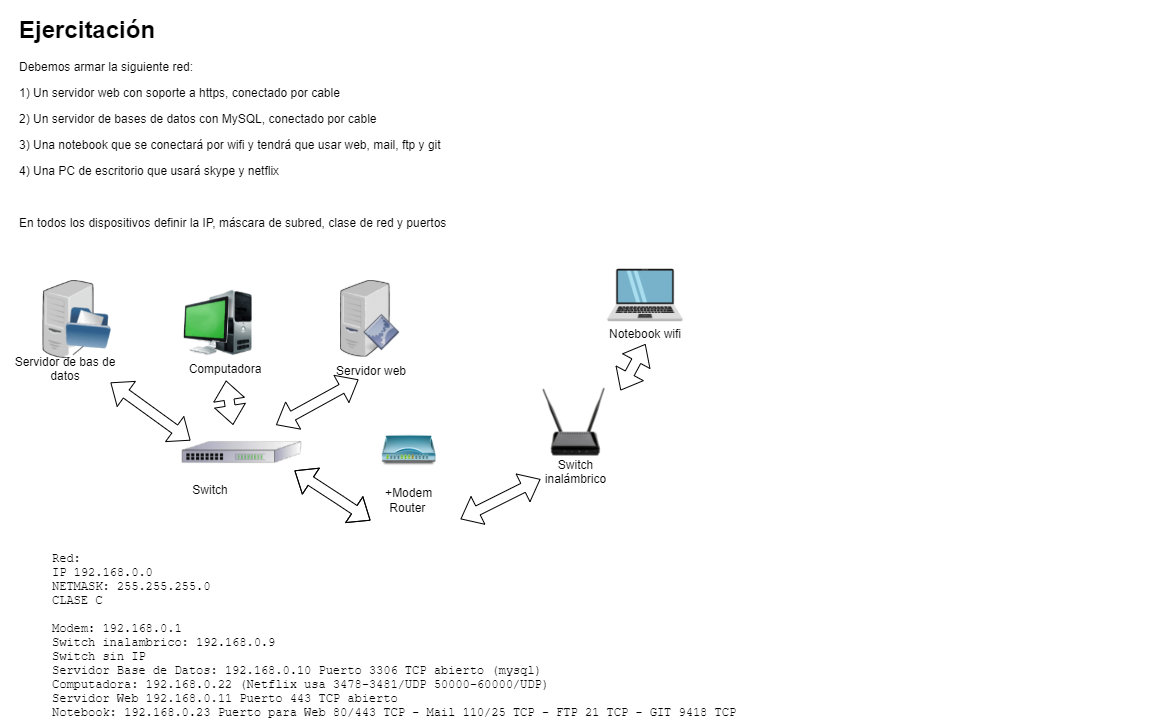 Ejercitación
Debemos armar la siguiente red:
1) Un servidor web con soporte a https, conectado por cable
2) Un servidor de bases de datos con MySQL, conectado por cable
3) Una notebook que se conectará por wifi y tendrá que usar web, mail, ftp y git
4) Una PC de escritorio que usará skype y netflix
En todos los dispositivos definir la IP, máscara de subred, clase de red y puertos
Servidor de bas de
datos
Computadora
Servidor web
Notebook wifi
Switch
+Modem
Router
Switch
inalámbrico
Red:
IP 192.168.0.0
NETMASK: 255.255.255.0
CLASE C
Modem: 192.168.0.1
Switch inalambrico: 192.168.0.9
Switch sin IP
Servidor Base de Datos: 192.168.0.10 Puerto 3306 TCP abierto (mysql)
Computadora: 192.168.0.22 (Netflix usa 3478-3481/UDP 50000-60000/UDP)
Servidor Web 192.168.0.11 Puerto 443 TCP abierto
Notebook: 192.168.0.23 Puerto para Web 80/443 TCP - Mail 110/25 TCP - FTP 21 TCP - GIT 9418 TCP